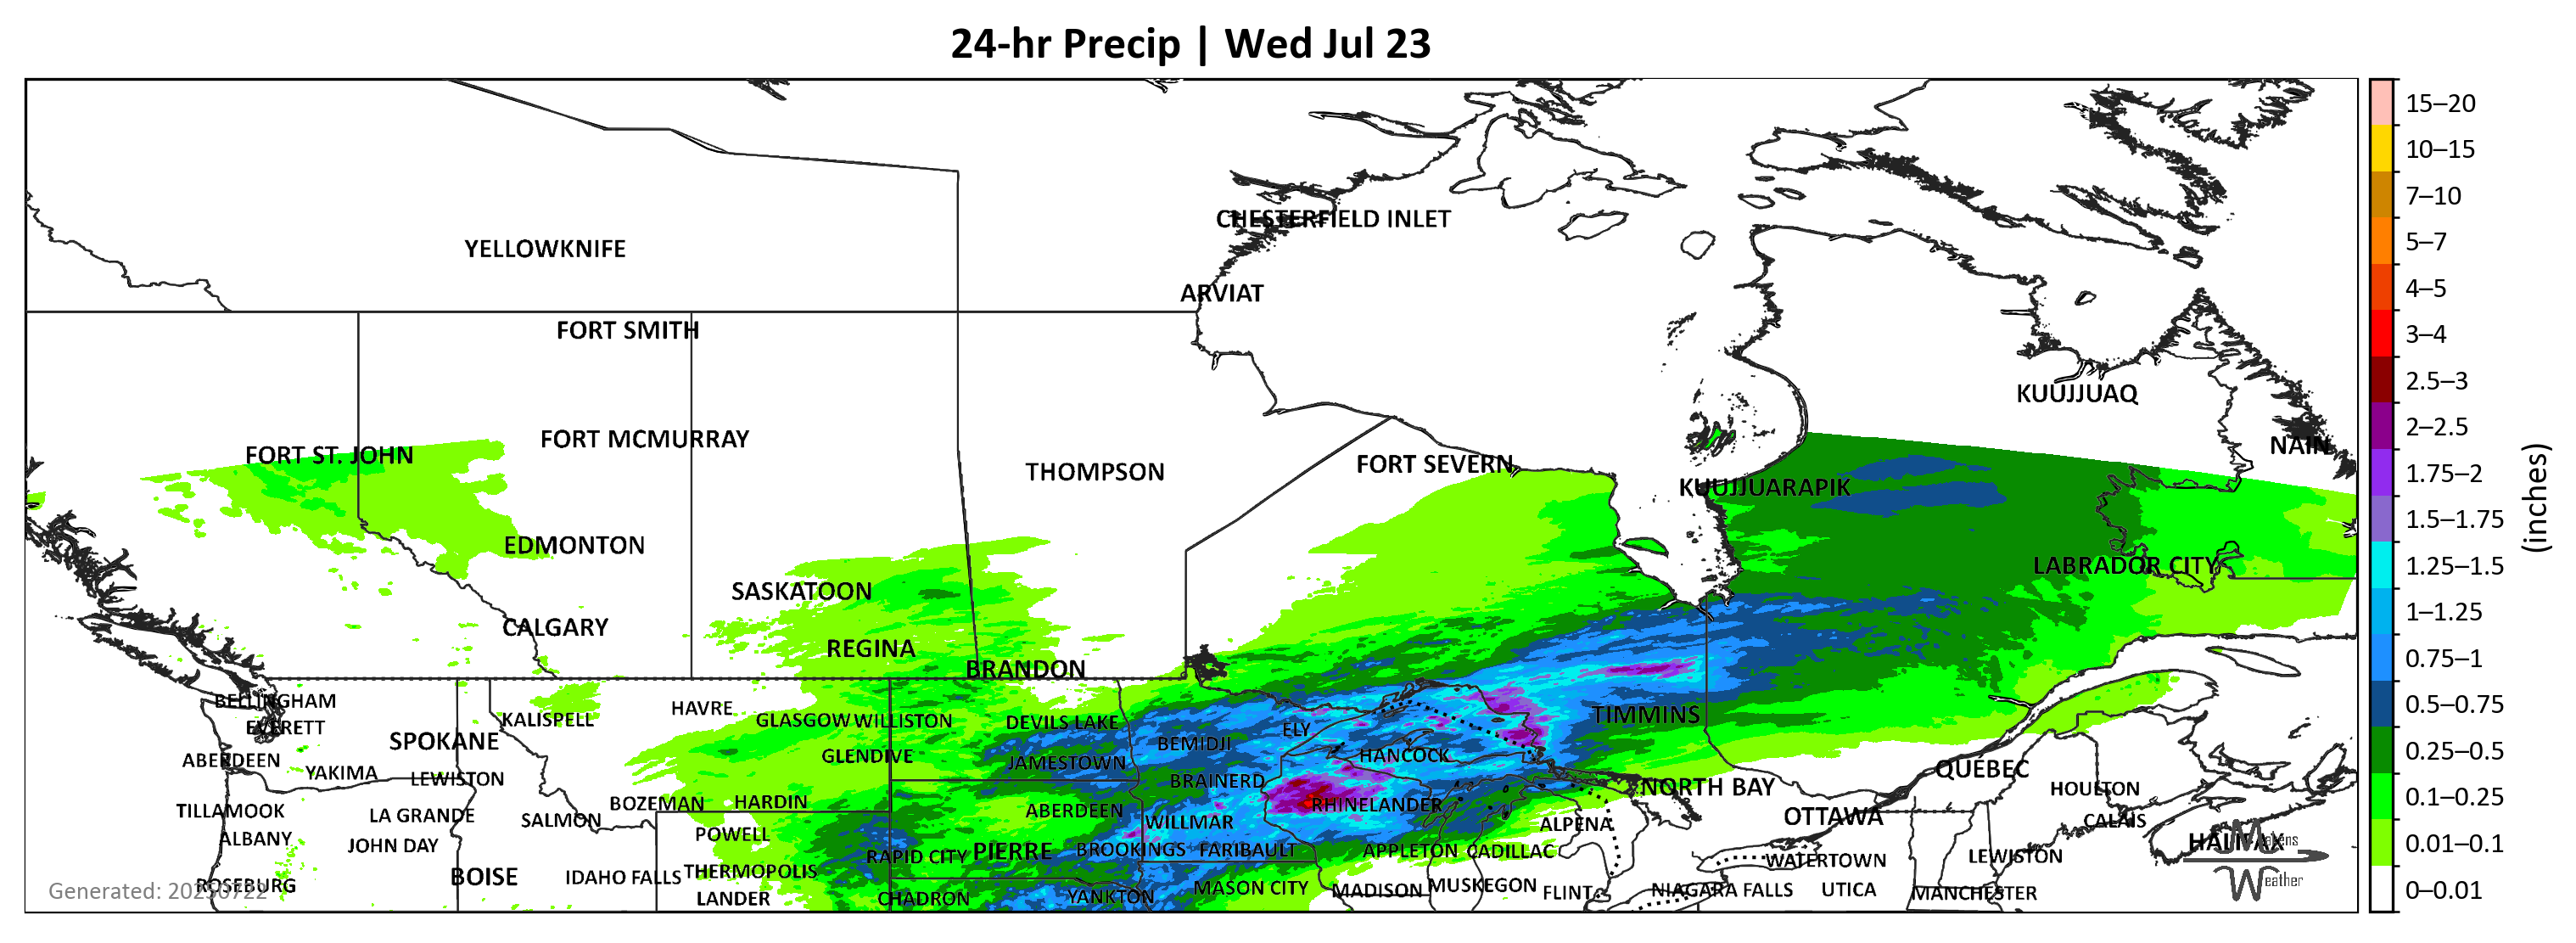 24-hr Precip | Wed Jul 23
CHESTERFIELD INLET
YELLOWKNIFE
ARVIAT
FORT SMITH
KUUJJUAQ
FORT MCMURRAY
NAIN
FORT ST. JOHN
THOMPSON
FORT SEVERN
KUUJJUARAPIK
EDMONTON
LABRADOR CITY
SASKATOON
CALGARY
REGINA
BRANDON
BELLINGHAM
HAVRE
KALISPELL
GLASGOW
WILLISTON
DEVILS LAKE
TIMMINS
EVERETT
ELY
SPOKANE
BEMIDJI
GLENDIVE
HANCOCK
ABERDEEN
JAMESTOWN
QUÉBEC
YAKIMA
LEWISTON
BRAINERD
NORTH BAY
HOULTON
BOZEMAN
HARDIN
RHINELANDER
TILLAMOOK
LA GRANDE
SALMON
ABERDEEN
WILLMAR
OTTAWA
CALAIS
ALPENA
POWELL
ALBANY
JOHN DAY
HALIFAX
Mavens
RAPID CITY
PIERRE
BROOKINGS
FARIBAULT
APPLETON
CADILLAC
LEWISTON
WATERTOWN
THERMOPOLIS
BOISE
IDAHO FALLS
Weather
ROSEBURG
Generated: 20250722
MASON CITY
MADISON
MUSKEGON
FLINT
NIAGARA FALLS
UTICA
MANCHESTER
LANDER
CHADRON
YANKTON
15–20
10–15
7–10
5–7
4–5
3–4
2.5–3
2–2.5
1.75–2
1.5–1.75
1.25–1.5
1–1.25
0.75–1
0.5–0.75
0.25–0.5
0.1–0.25
0.01–0.1
0–0.01
(inches)